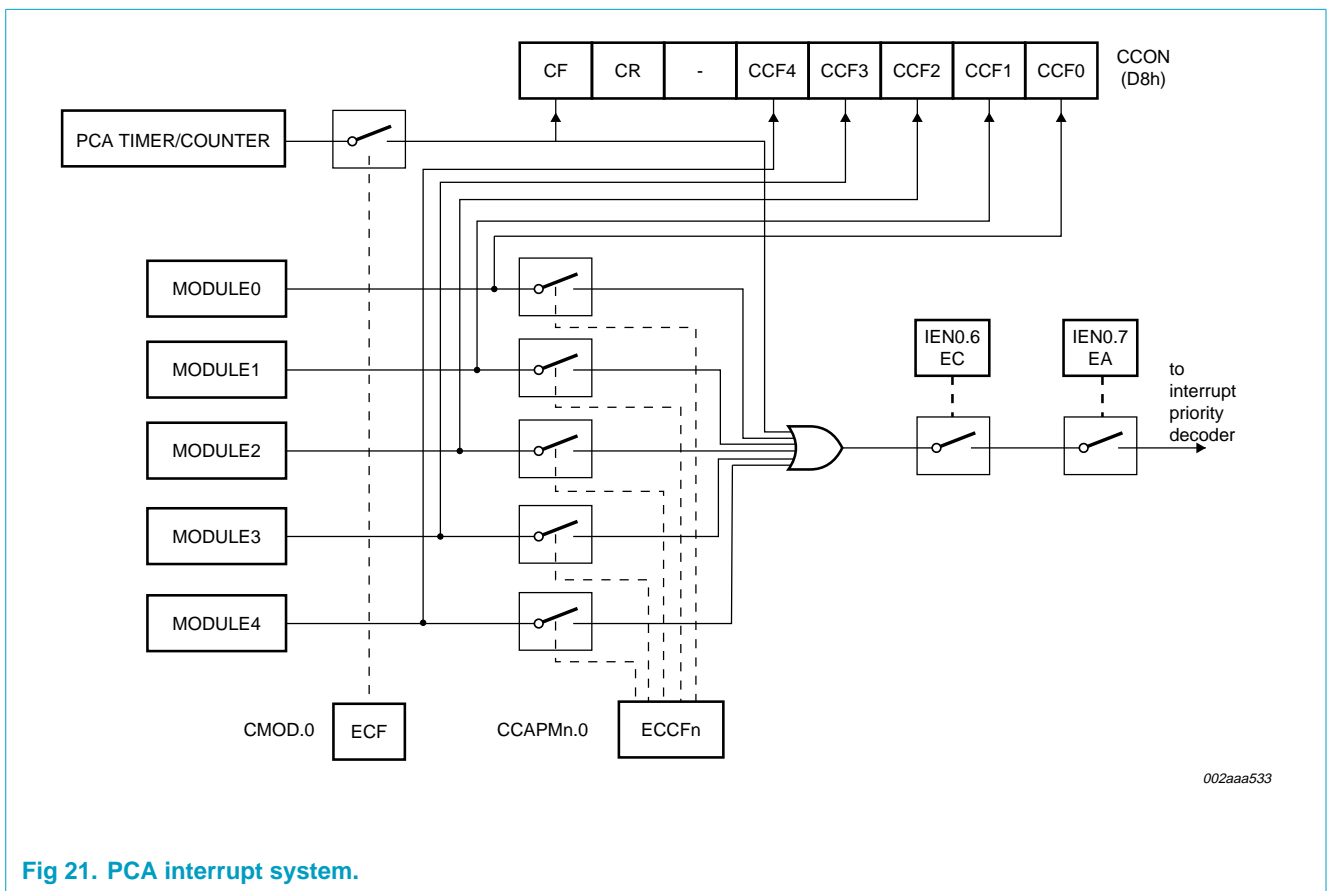 CF CR - CCF4 CCF3 CCF2 CCF1 CCF0
CCON
(D8h)
PCA TIMER/COUNTER
MODULE0
MODULE1
MODULE2
MODULE3
MODULE4
IEN0.6
EC
IEN0.7
EA
to
interrupt
priority
decoder
CMOD.0 ECF
CCAPMn.0 ECCFn
002aaa533
Fig 21. PCA interrupt system.